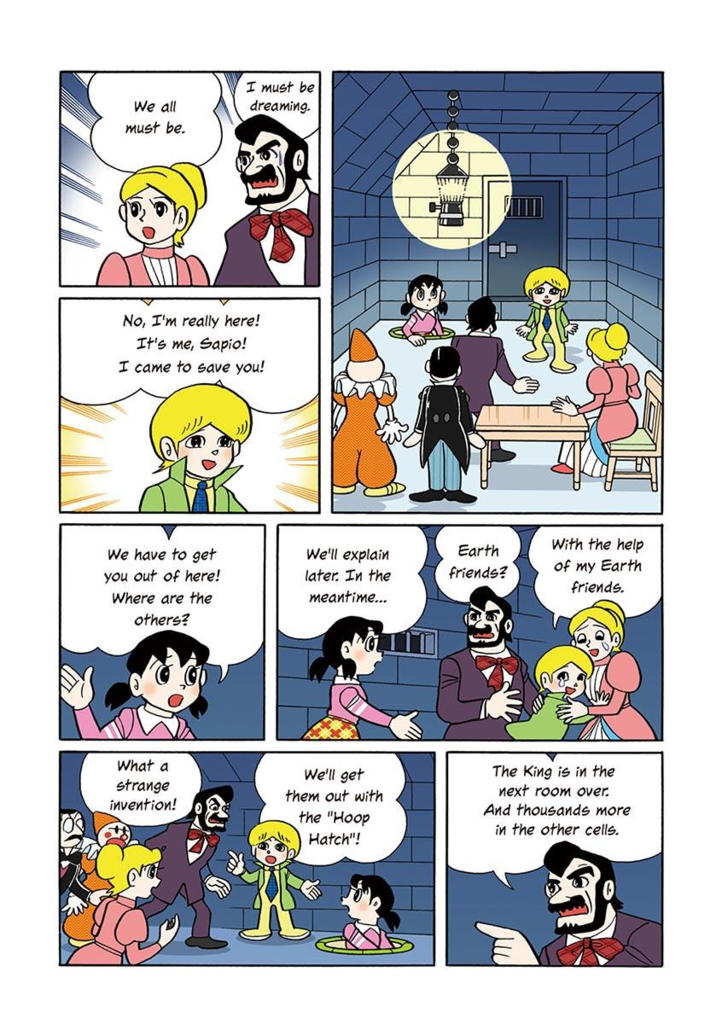 I must be
dreaming.
We all
must be.
No, I'm really here!
It's me, Sapio!
I came to save you!
With the help
of my Earth
friends.
Earth
friends?
We'll explain
later. In the
meantime...
We have to get
you out of here!
Where are the
others?
The King is in the
next room over.
And thousands more
in the other cells.
We'll get
them out with
the "Hoop
Hatch"!
What a
strange
invention!